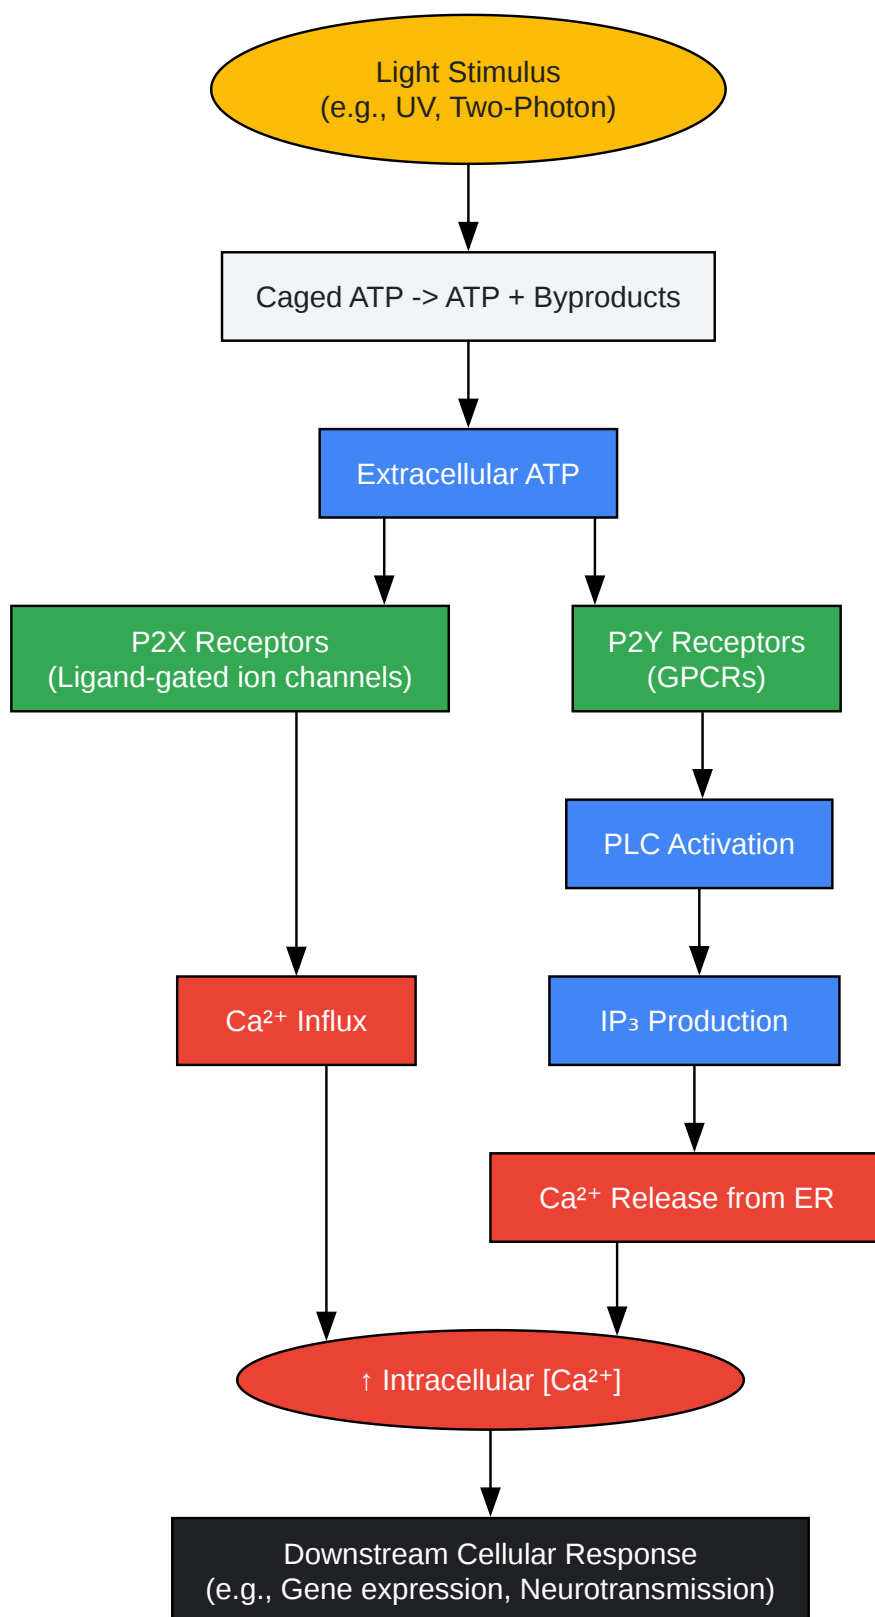 Light Stimulus
(e.g., UV, Two-Photon)
Caged ATP -> ATP + Byproducts
Extracellular ATP
P2X Receptors
(Ligand-gated ion channels)
P2Y Receptors
(GPCRs)
PLC Activation
Ca²⁺ Influx
IP₃ Production
Ca²⁺ Release from ER
↑ Intracellular [Ca²⁺]
Downstream Cellular Response
(e.g., Gene expression, Neurotransmission)